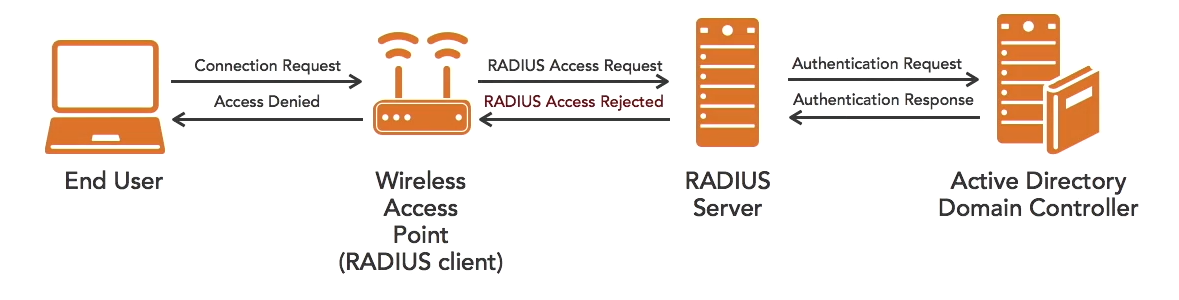 Connection Request
Access Denied
RADIUS Access Request
RADIUS Access Rejected
Authentication Request
Authentication Response
End User
Wireless
Access
Point
(RADIUS client)
RADIUS
Server
Active Directory
Domain Controller